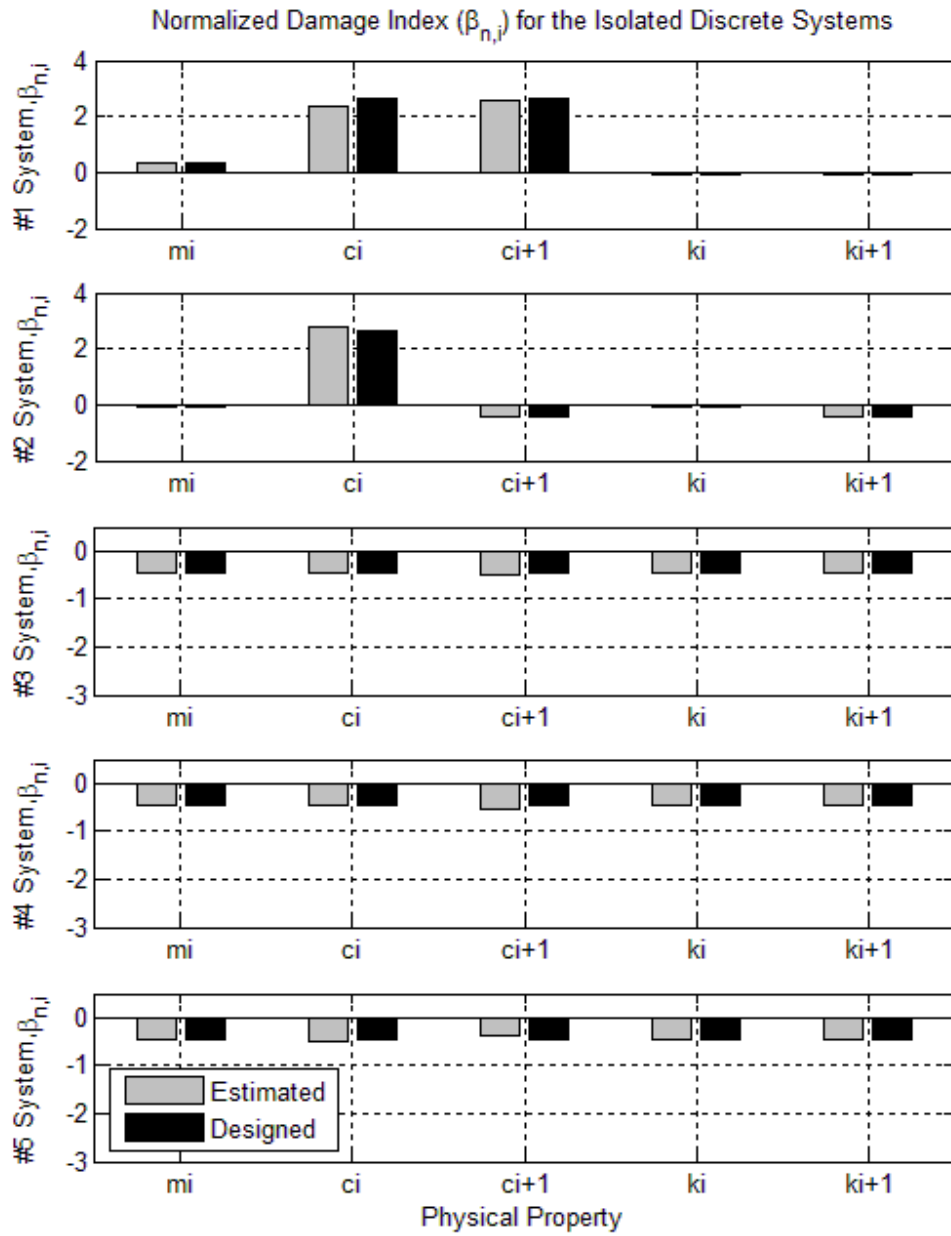 Normalized Damage Index (βn,i) for the Isolated Discrete Systems
#1 System,βn,i
4
2
0
-2
mi ci ci+1 ki ki+1
#2 System,βn,i
4
2
0
-2
mi ci ci+1 ki ki+1
#3 System,βn,i
0
-1
-2
-3
mi ci ci+1 ki ki+1
#4 System,βn,i
0
-1
-2
-3
mi ci ci+1 ki ki+1
#5 System,βn,i
0
-1
-2
-3
Estimated
Designed
mi ci ci+1 ki ki+1
Physical Property